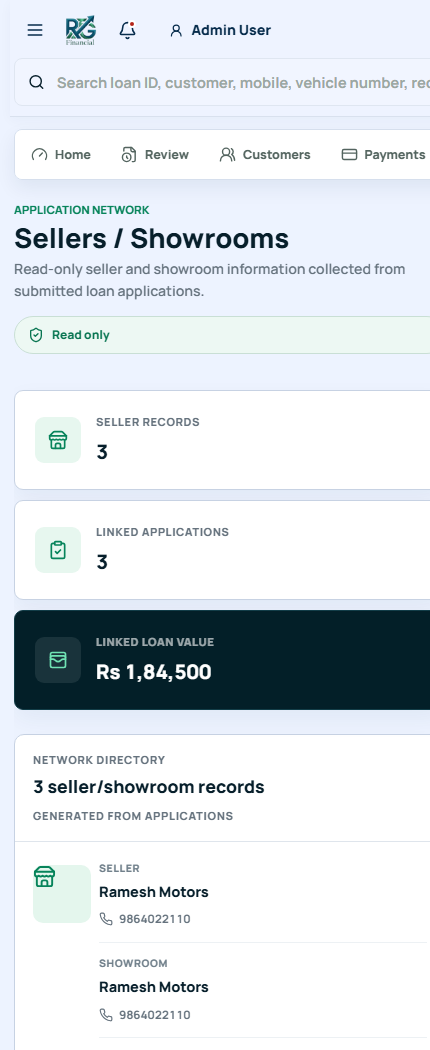 RG
Financial
Admin User
Search loan ID, customer, mobile, vehicle number, rec
Home Review Customers Payments
APPLICATION NETWORK
Sellers / Showrooms
Read-only seller and showroom information collected from
submitted loan applications.
Read only
SELLER RECORDS
3
LINKED APPLICATIONS
3
LINKED LOAN VALUE
Rs 1,84,500
NETWORK DIRECTORY
3 seller/showroom records
GENERATED FROM APPLICATIONS
SELLER
Ramesh Motors
9864022110
SHOWROOM
Ramesh Motors
9864022110